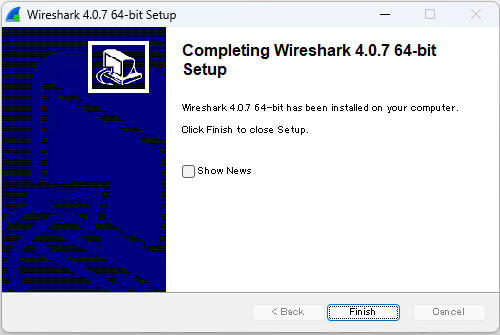 Wireshark 4.0.7 64-bit Setup
Completing Wireshark 4.0.7 64-bit
Setup
Wireshark 4.0.7 64-bit has been installed on your computer.
Click Finish to close Setup.
Show News
< Back
Finish
Cancel